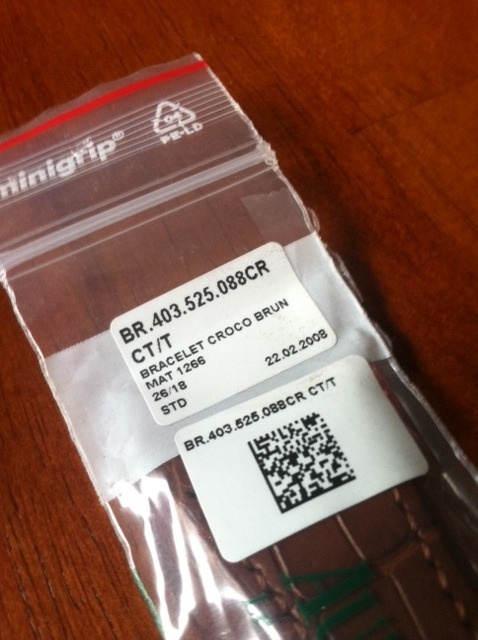 04
PE-LD
minigrip®
BR.403.525.088CR
CT/T
BRACELET CROCO BRUN
MAT 1266
26/18 22.02.2008
STD
BR.403.525.088CR CT/T